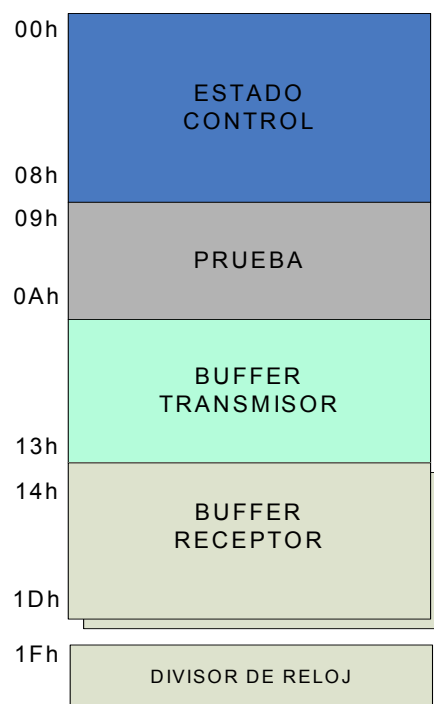 00h
ESTADO
CONTROL
08h
09h
PRUEBA
0Ah
BUFFER
TRANSMISOR
13h
14h
BUFFER
RECEPTOR
1Dh
1Fh
DIVISOR DE RELOJ